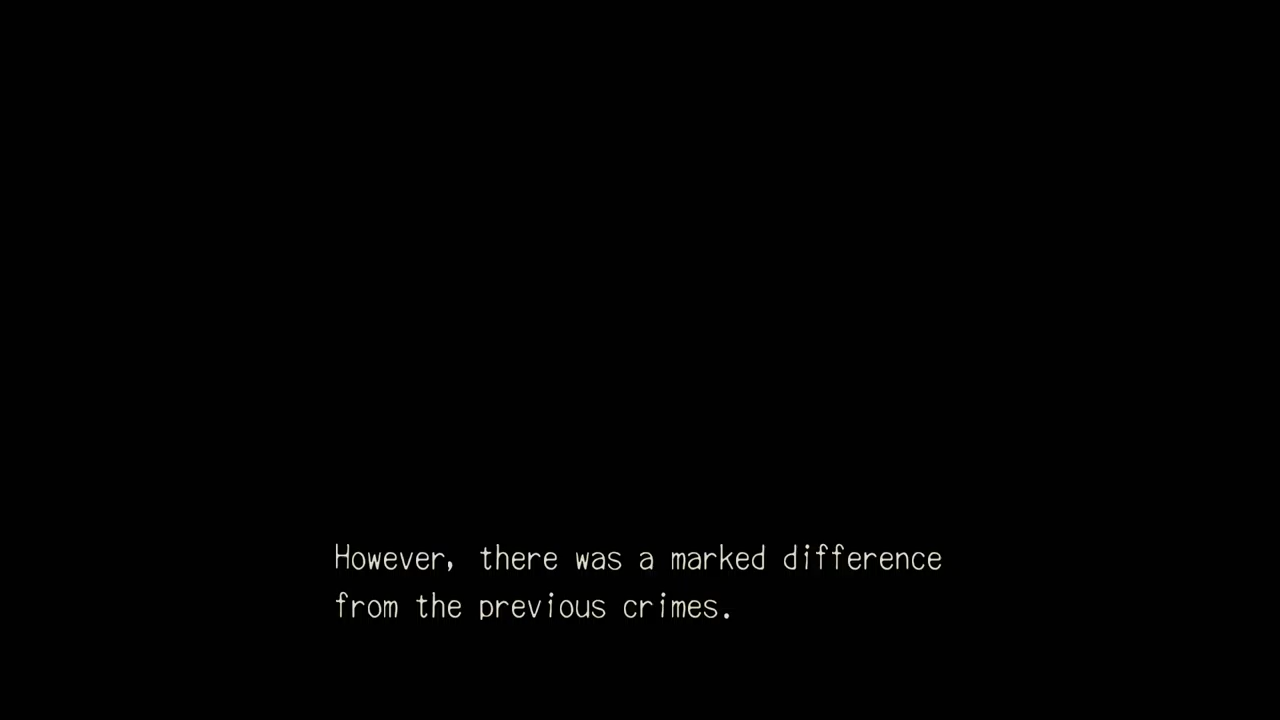 However, there was a marked difference
from the previous crimes.